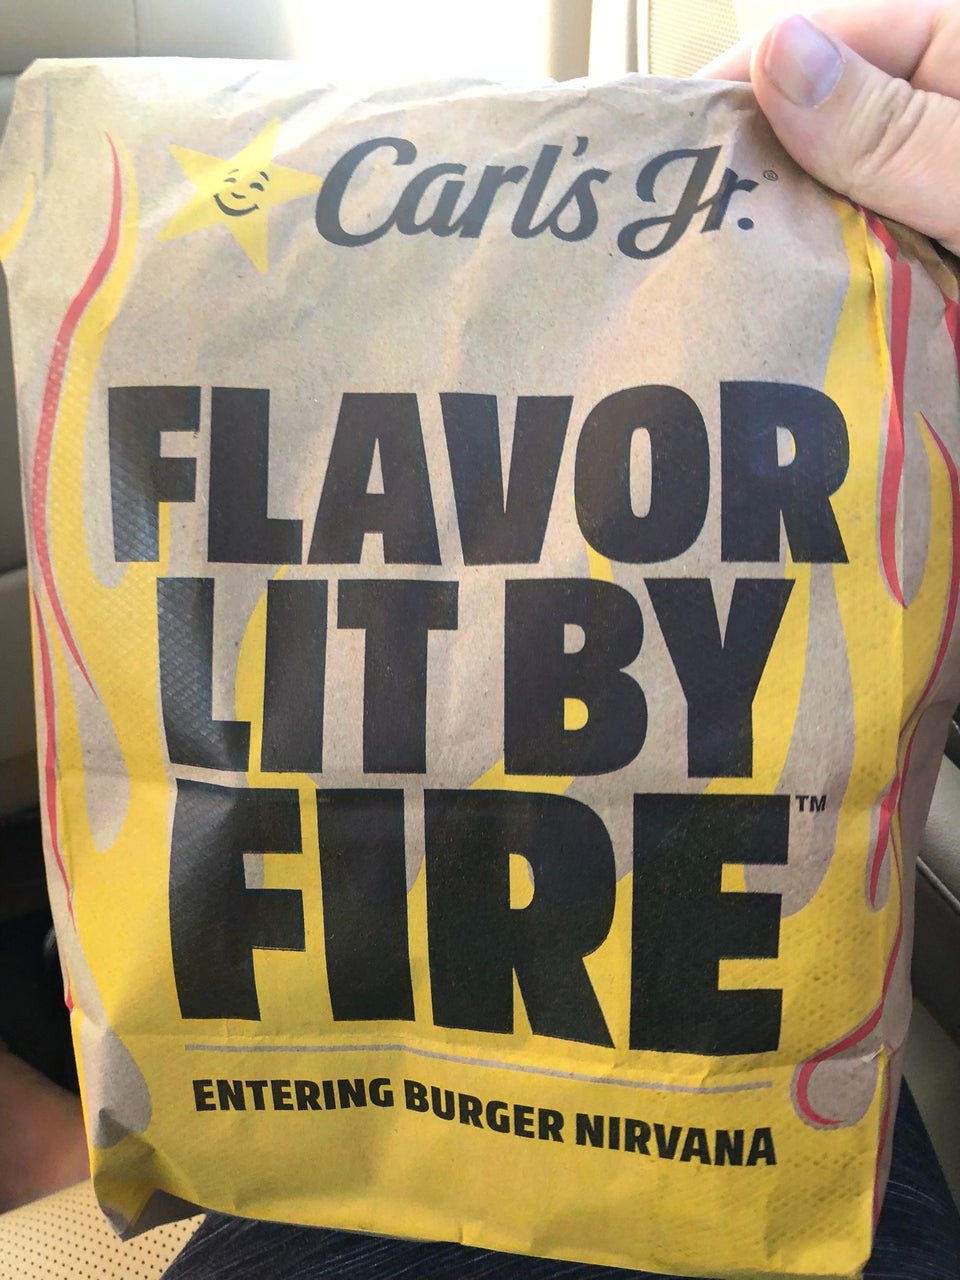 Carl's Jr.®
FLAVOR
LIT BY
FIRE™
ENTERING BURGER NIRVANA